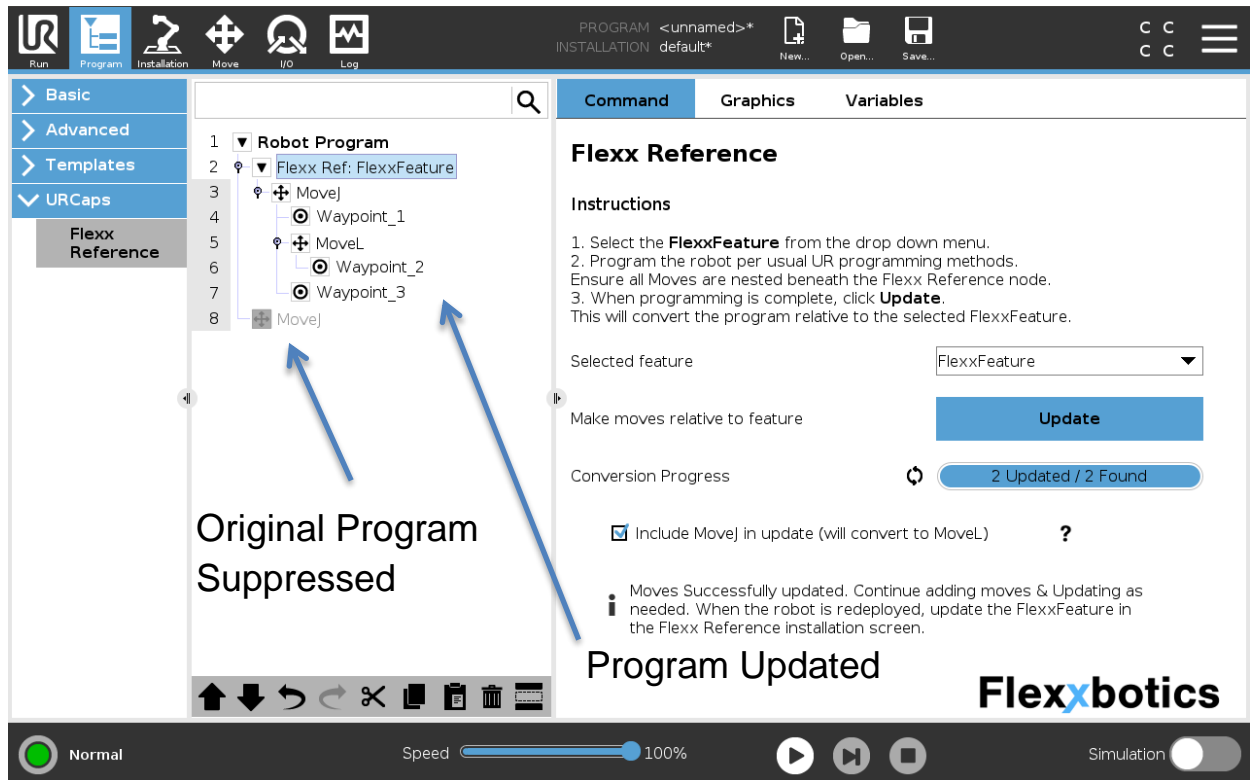 UR
Run
Program
Installation
Move
I/O
Log
PROGRAM <unnamed>*
INSTALLATION default*
New...
Open...
Save...
C C
C C
Basic
Advanced
Templates
URCaps
Flexx
Reference
1 Robot Program
2 Flexx Ref: FlexxFeature
3 MoveJ
4 Waypoint_1
5 MoveL
6 Waypoint_2
7 Waypoint_3
8 MoveJ
Original Program
Suppressed
Command Graphics Variables
Flexx Reference
Instructions
1. Select the FlexxFeature from the drop down menu.
2. Program the robot per usual UR programming methods.
Ensure all Moves are nested beneath the Flexx Reference node.
3. When programming is complete, click Update.
This will convert the program relative to the selected FlexxFeature.
Selected feature FlexxFeature
Make moves relative to feature Update
Conversion Progress 2 Updated / 2 Found
Include MoveJ in update (will convert to MoveL) ?
Moves Successfully updated. Continue adding moves & Updating as
needed. When the robot is redeployed, update the FlexxFeature in
the Flexx Reference installation screen.
Program Updated
Flexxbotics
Normal
Speed 100%
Simulation